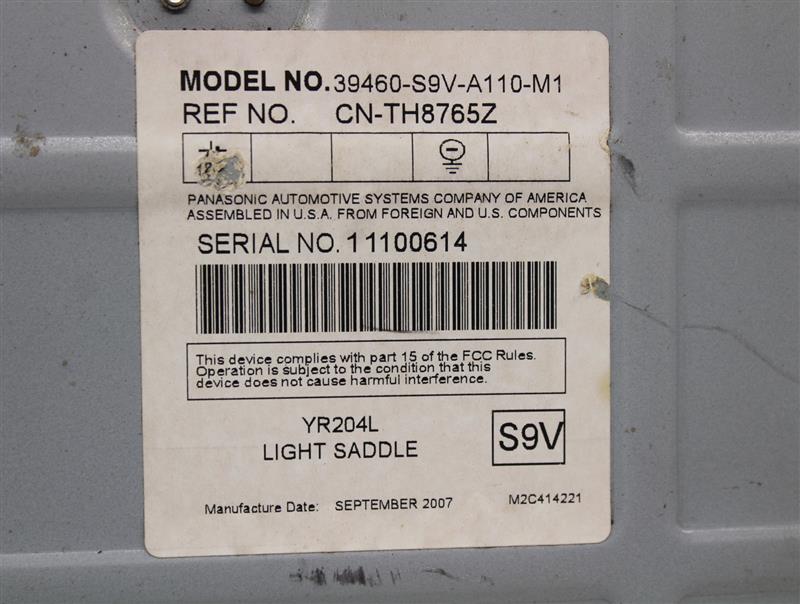 MODEL NO. 39460-S9V-A110-M1
REF NO. CN-TH8765Z
PANASONIC AUTOMOTIVE SYSTEMS COMPANY OF AMERICA
ASSEMBLED IN U.S.A. FROM FOREIGN AND U.S. COMPONENTS
SERIAL NO. 11100614
This device complies with part 15 of the FCC Rules.
Operation is subject to the condition that this
device does not cause harmful interference.
YR204L
LIGHT SADDLE
S9V
Manufacture Date: SEPTEMBER 2007
M2C414221